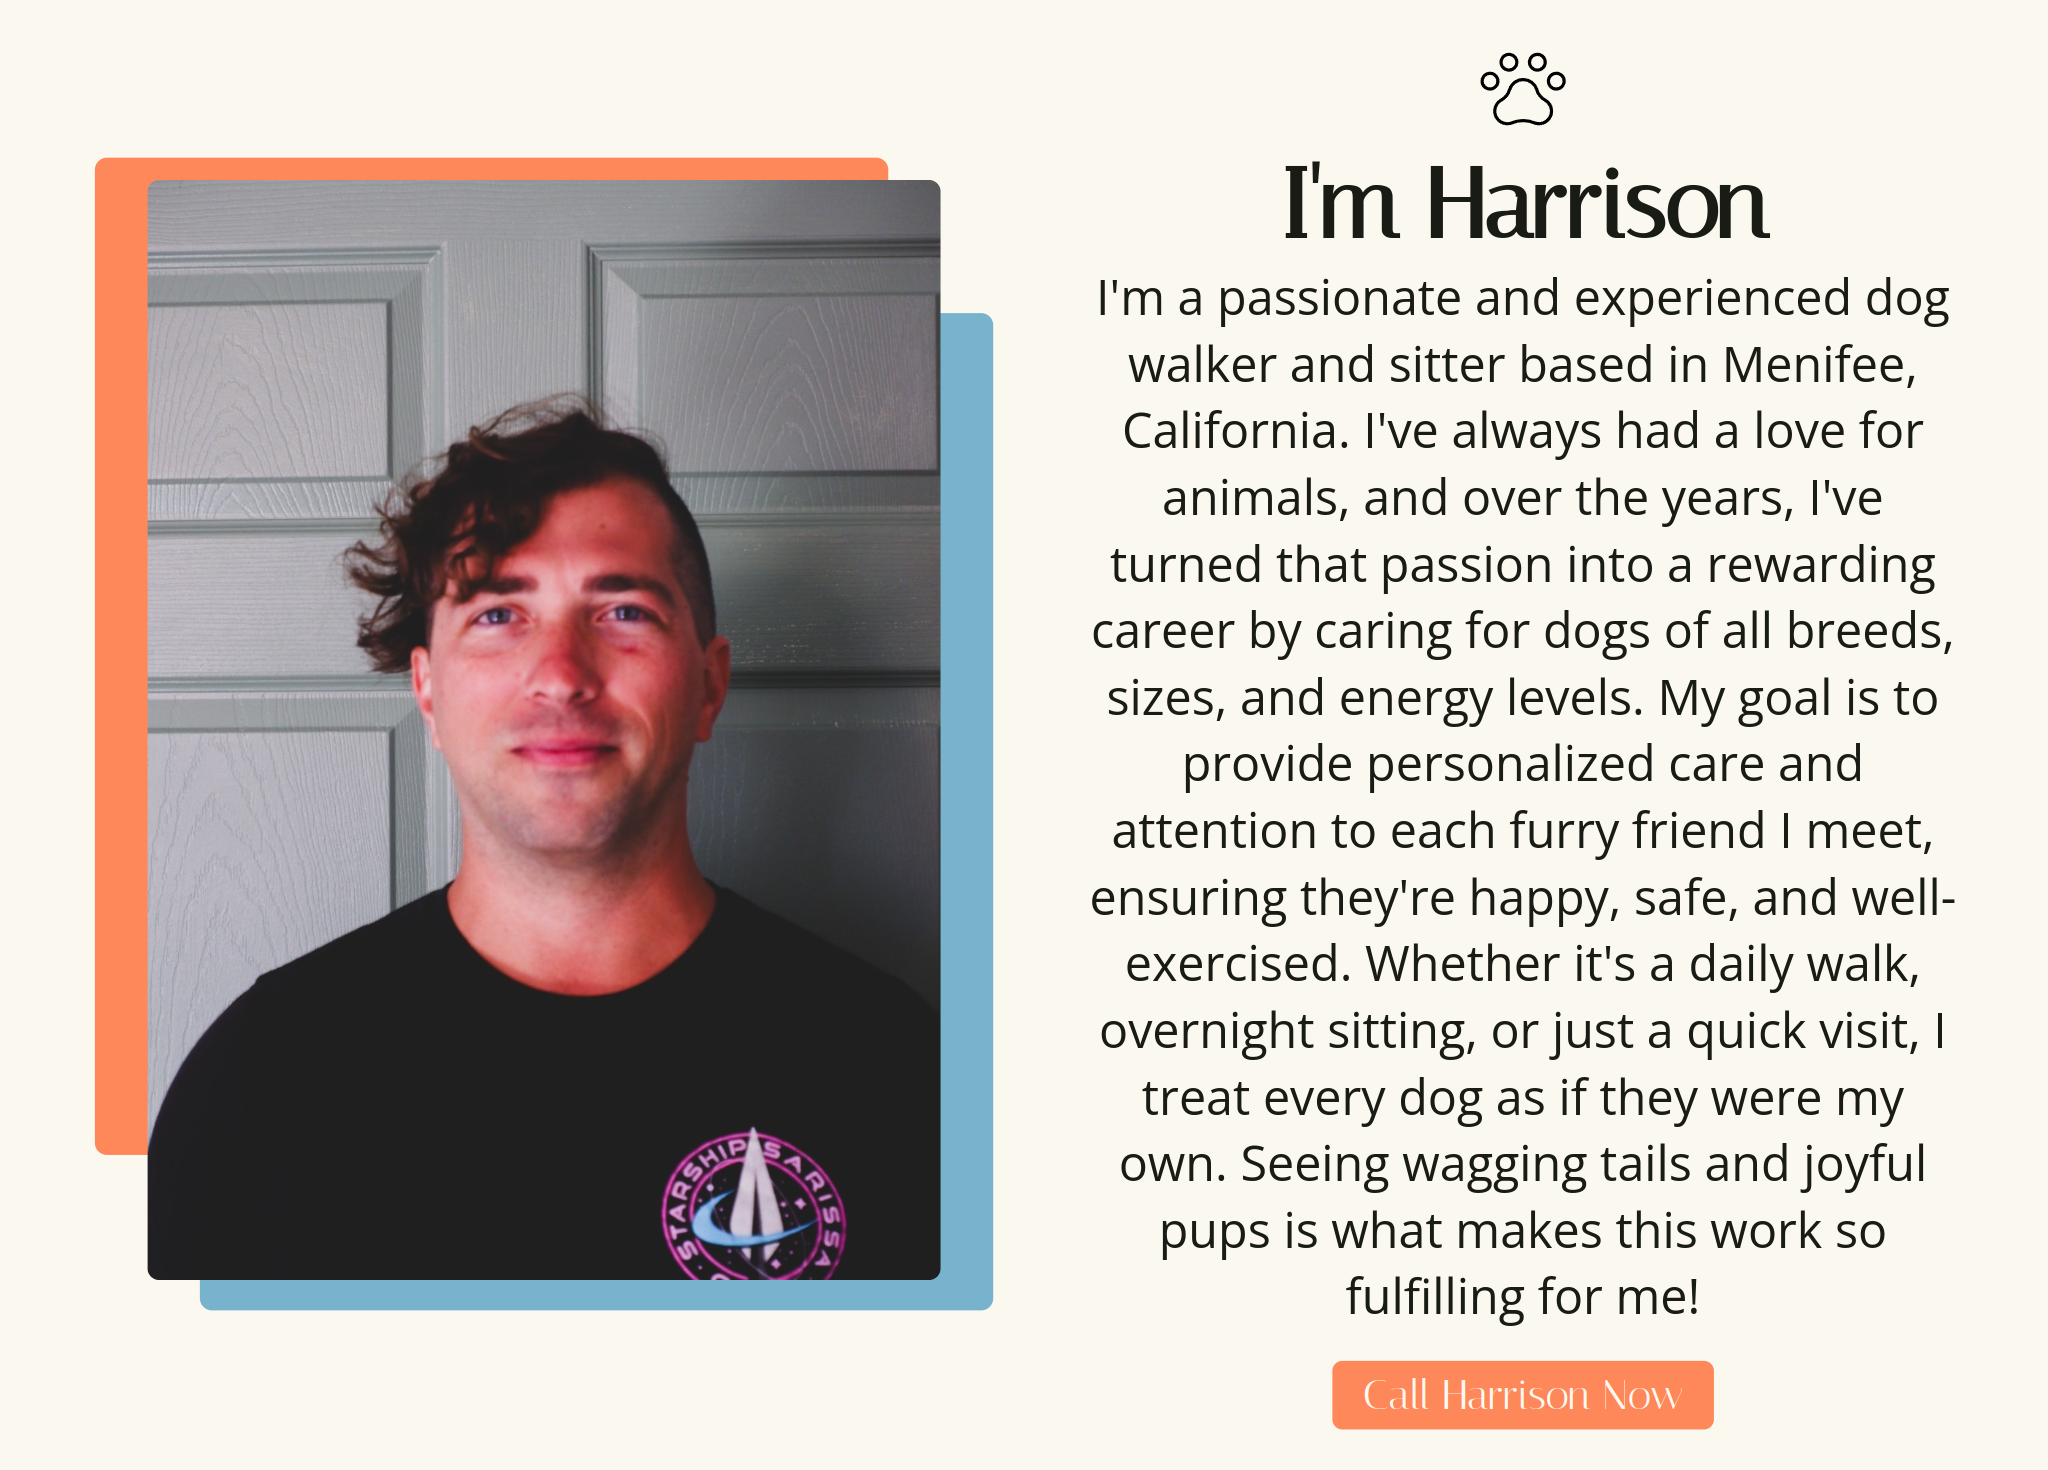 I'm Harrison
I'm a passionate and experienced dog
walker and sitter based in Menifee,
California. I've always had a love for
animals, and over the years, I've
turned that passion into a rewarding
career by caring for dogs of all breeds,
sizes, and energy levels. My goal is to
provide personalized care and
attention to each furry friend I meet,
ensuring they're happy, safe, and well-
exercised. Whether it's a daily walk,
overnight sitting, or just a quick visit, I
treat every dog as if they were my
own. Seeing wagging tails and joyful
pups is what makes this work so
fulfilling for me!
Call Harrison Now
STARSHIP SARISSA